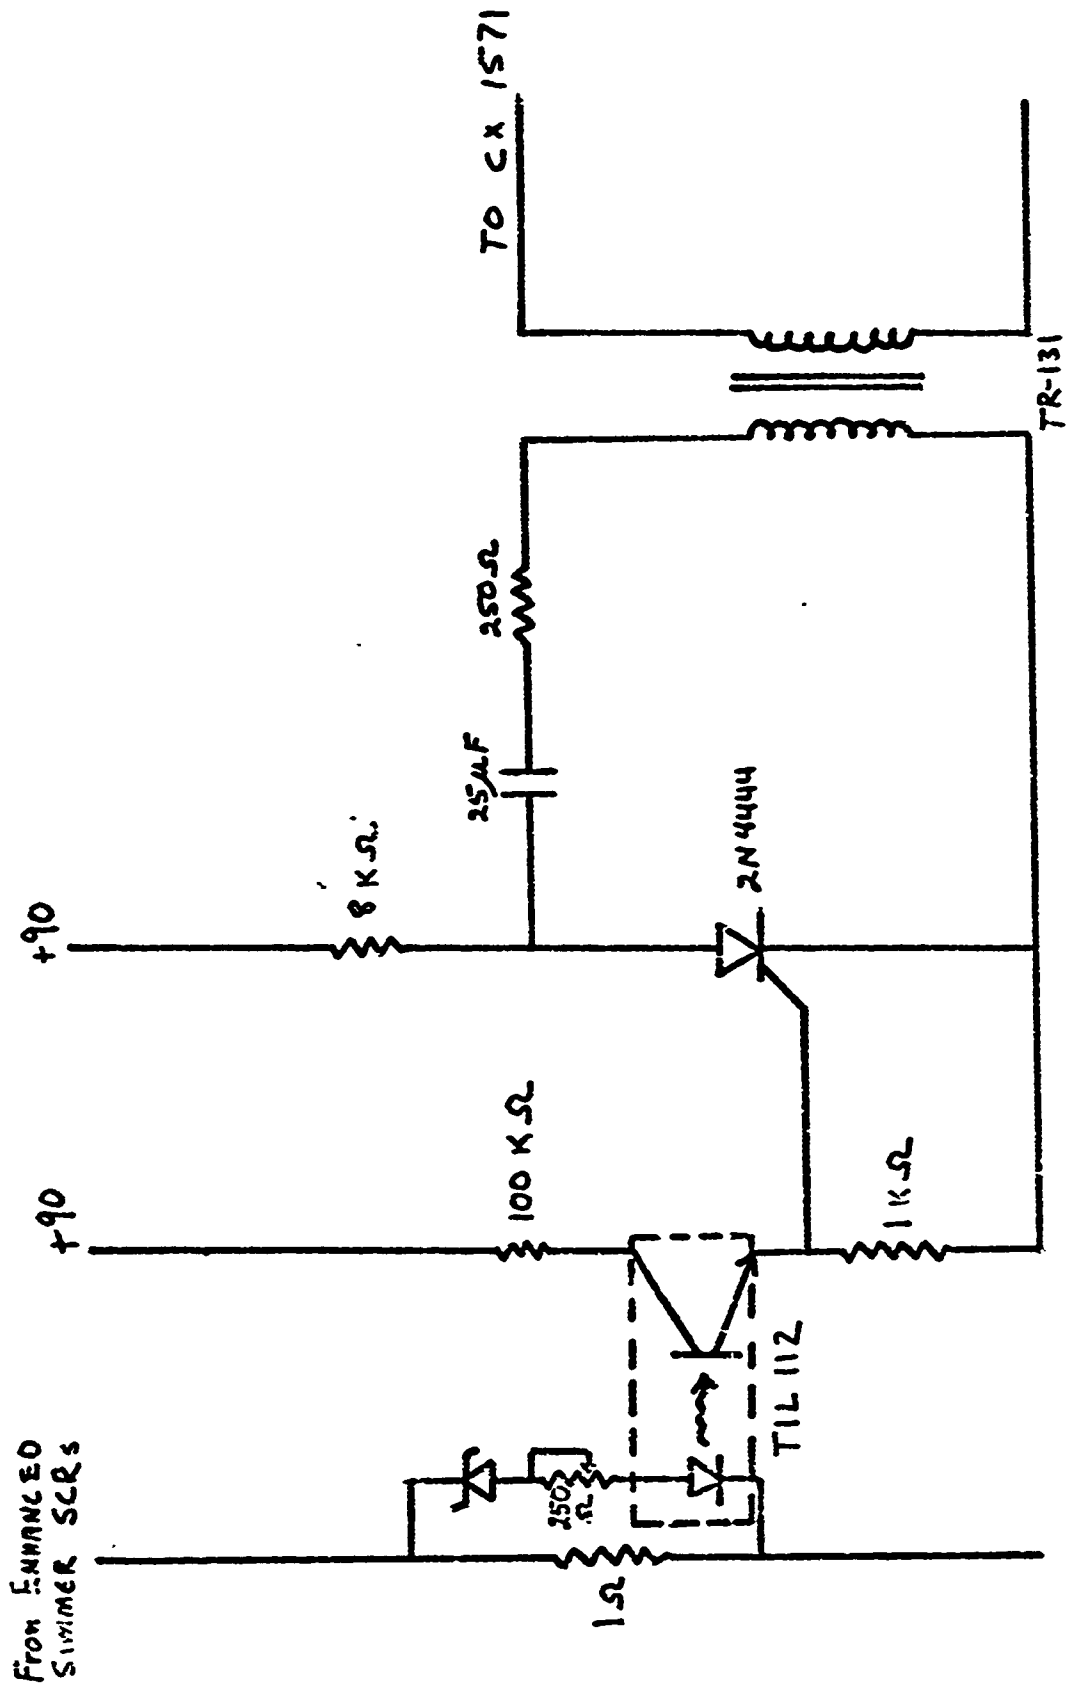 From ENHANCED
SIMMER SCRs
1Ω
250
Ω
TIL 112
+90
100 KΩ
1 KΩ
+90
8 KΩ
25μF
250Ω
2N4444
TR-131
TO CX 1571